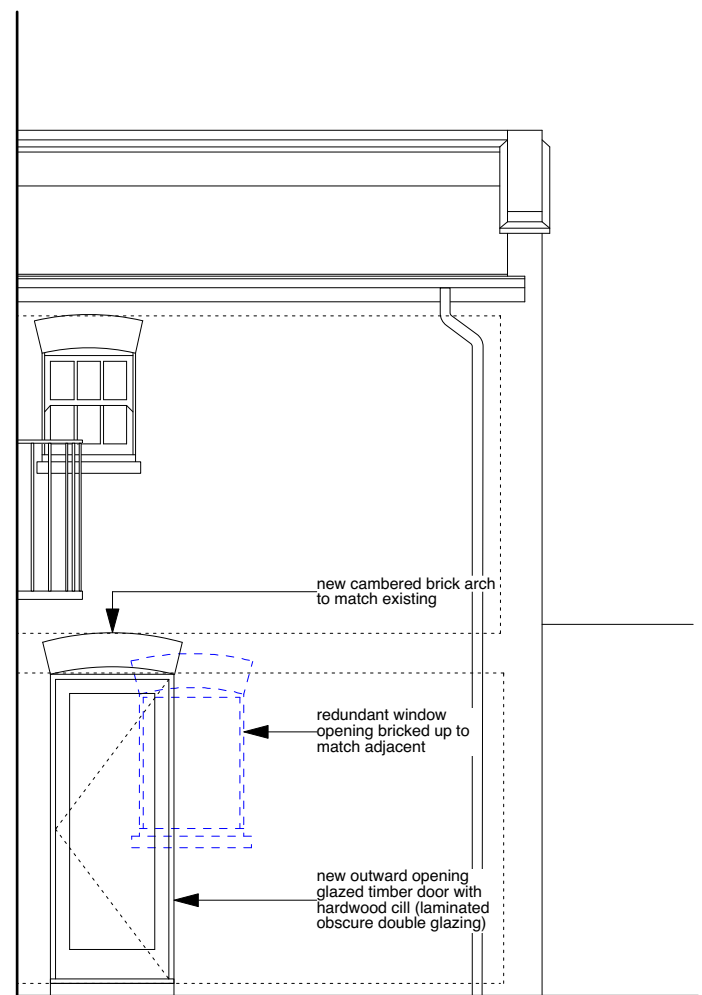 new cambered brick arch
to match existing
redundant window
opening bricked up to
match adjacent
new outward opening
glazed timber door with
hardwood cill (laminated
obscure double glazing)